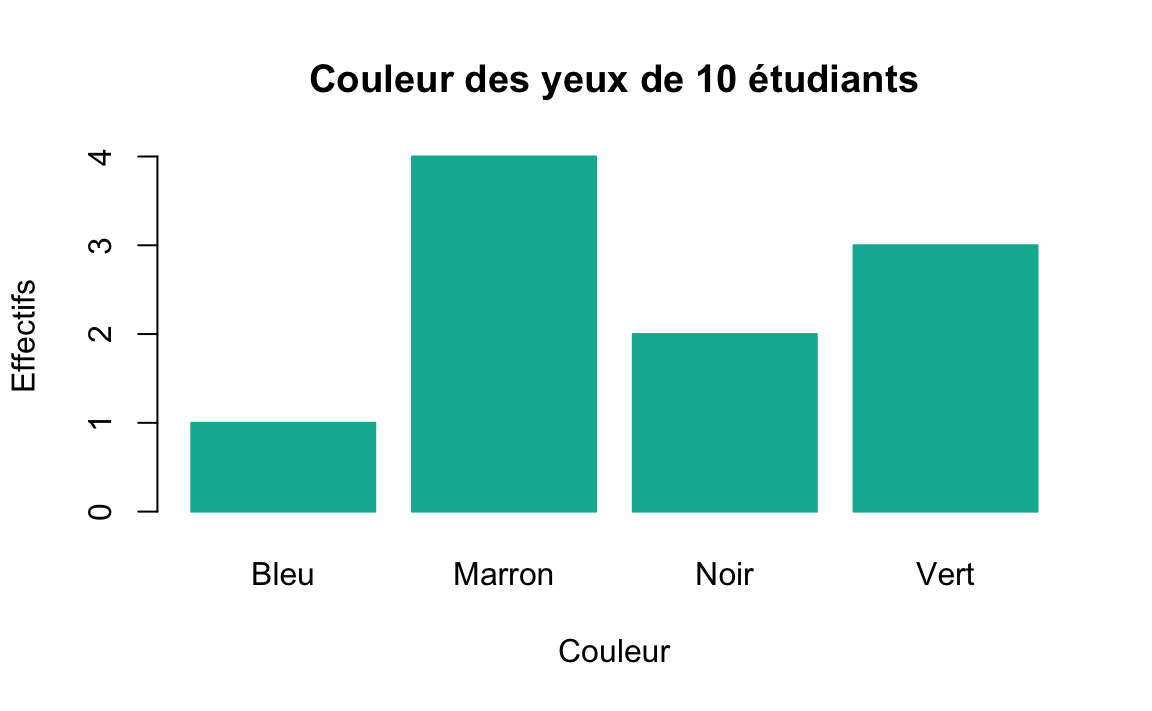 Couleur des yeux de 10 étudiants
Effectifs
4
3
2
1
0
Bleu Marron Noir Vert
Couleur